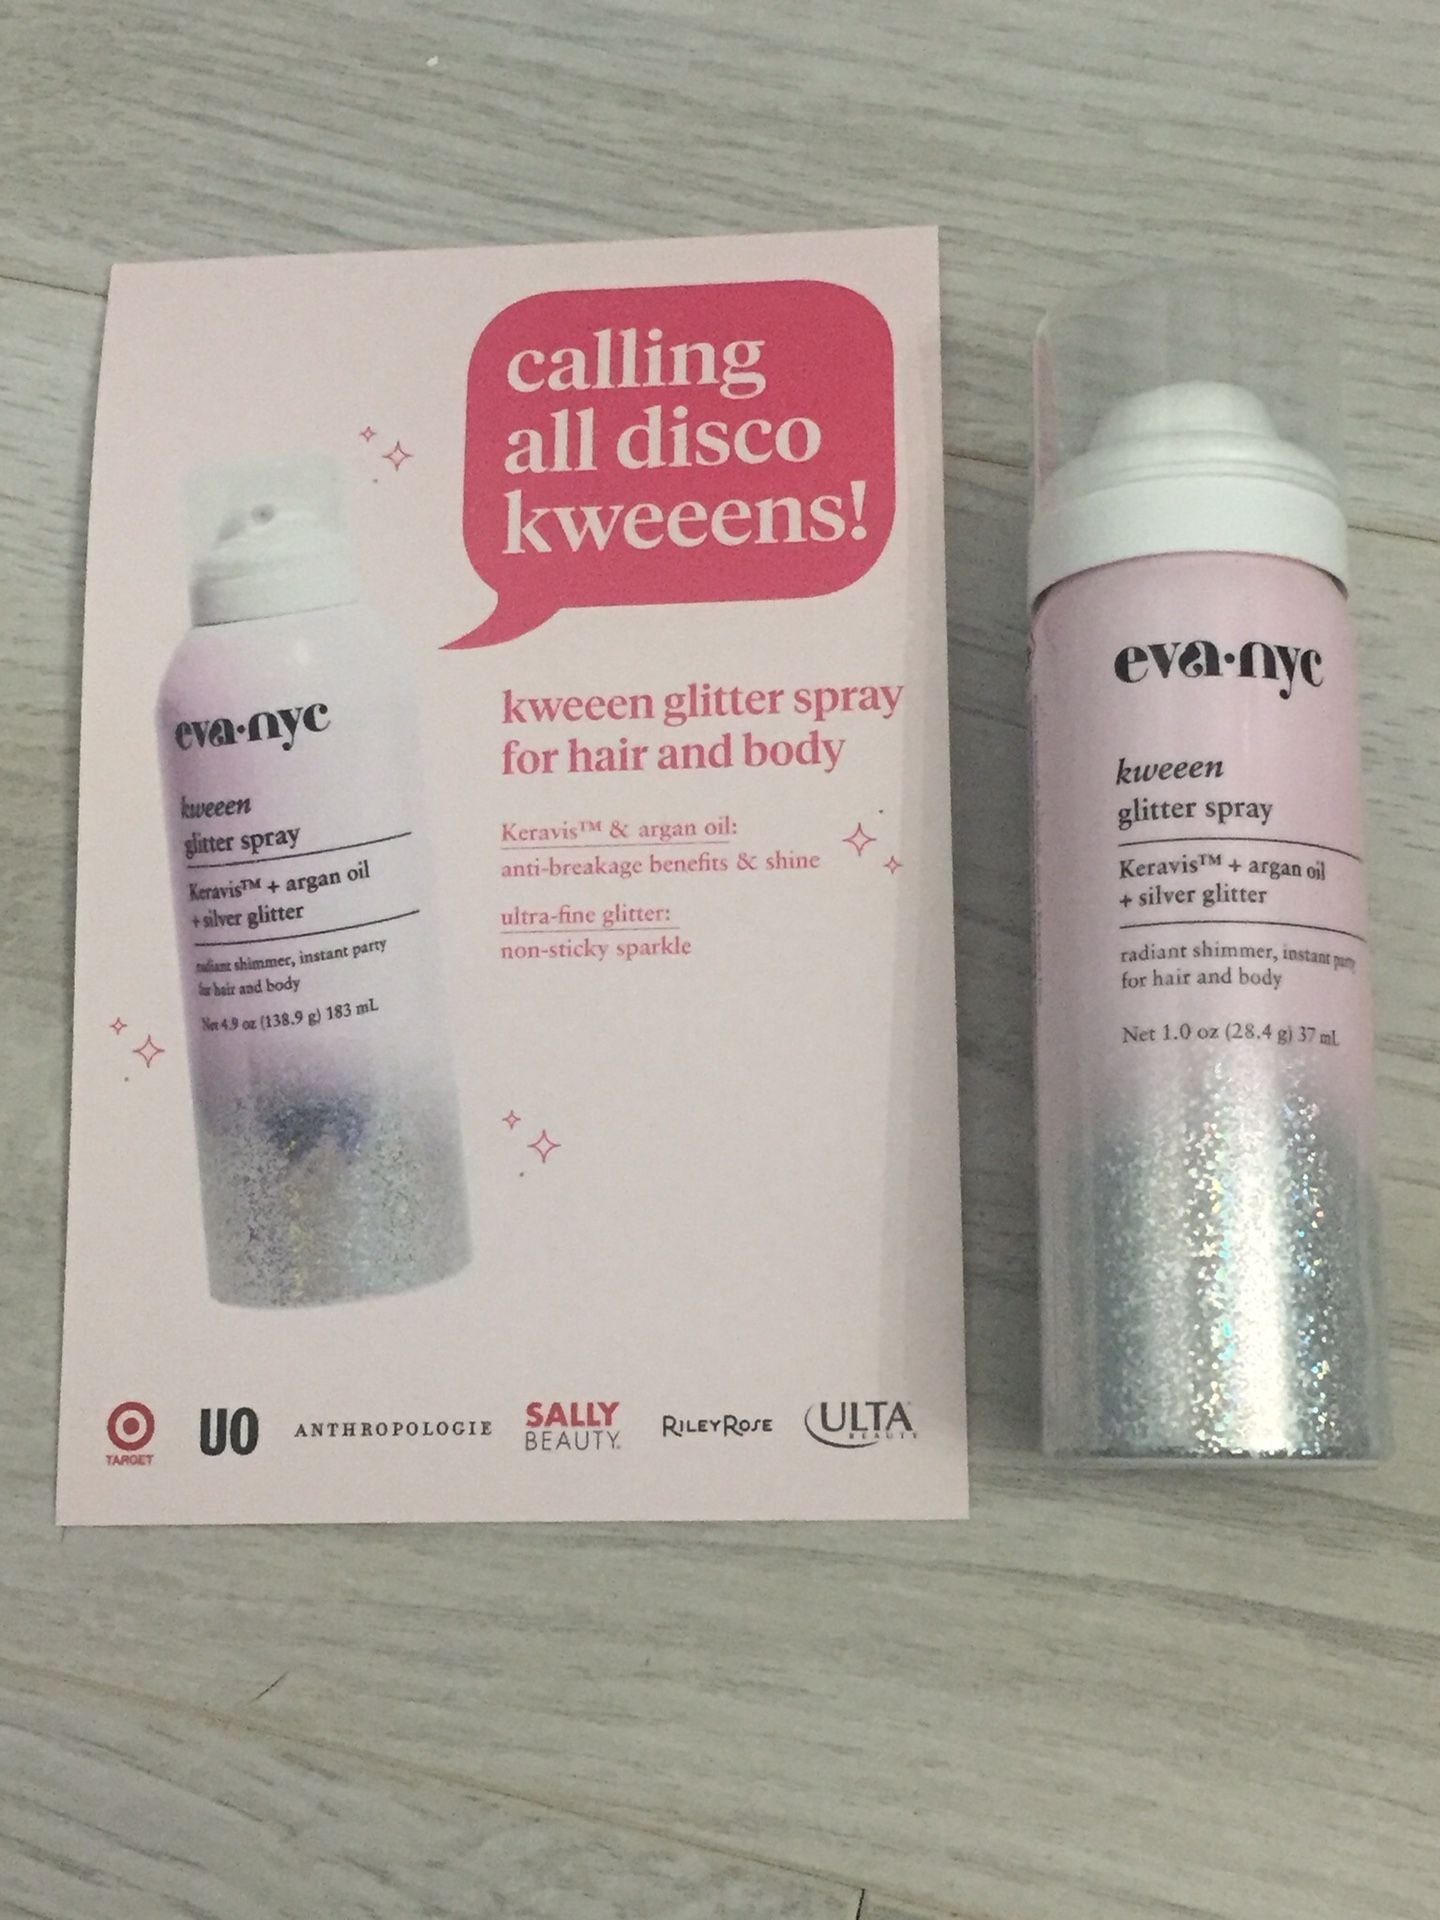 calling
all disco
kweeens!
eva·nyc
kweeen
glitter spray
Keravis™ + argan oil
+ silver glitter
radiant shimmer, instant party
for hair and body
Net 4.9 oz (138.9 g) 183 mL
kweeen glitter spray
for hair and body
Keravis™ & argan oil:
anti-breakage benefits & shine
ultra-fine glitter:
non-sticky sparkle
TARGET
UO
ANTHROPOLOGIE
SALLY
BEAUTY.
RILEYROSE
ULTA
BEAUTY
eva·nyc
kweeen
glitter spray
Keravis™ + argan oil
+ silver glitter
radiant shimmer, instant party
for hair and body
Net 1.0 oz (28.4 g) 37 mL